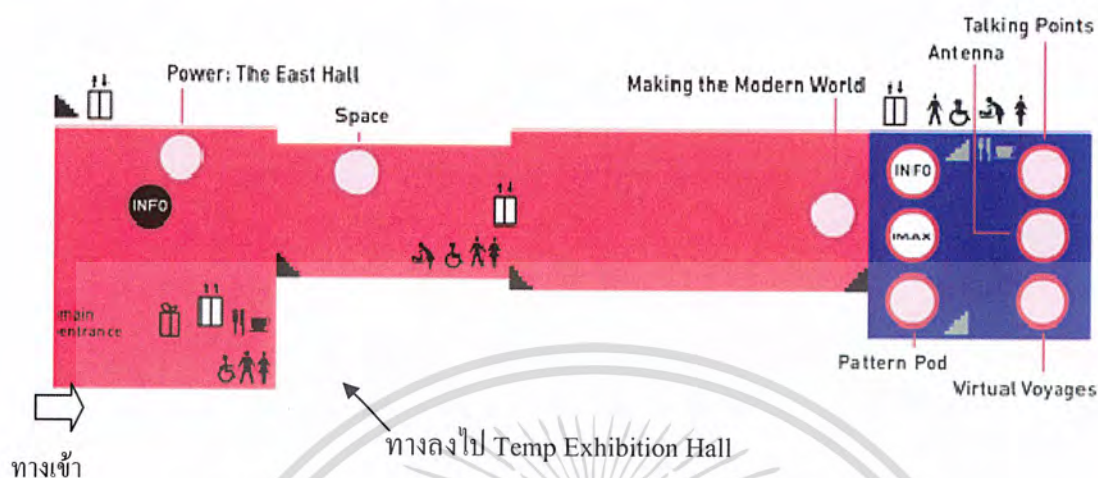 Talking Points
Antenna
Power: The East Hall
Making the Modern World
Space
INFO
INFO
IMAX
main
entrance
Pattern Pod
Virtual Voyages
ทางลงไป Temp Exhibition Hall
ทางเข้า